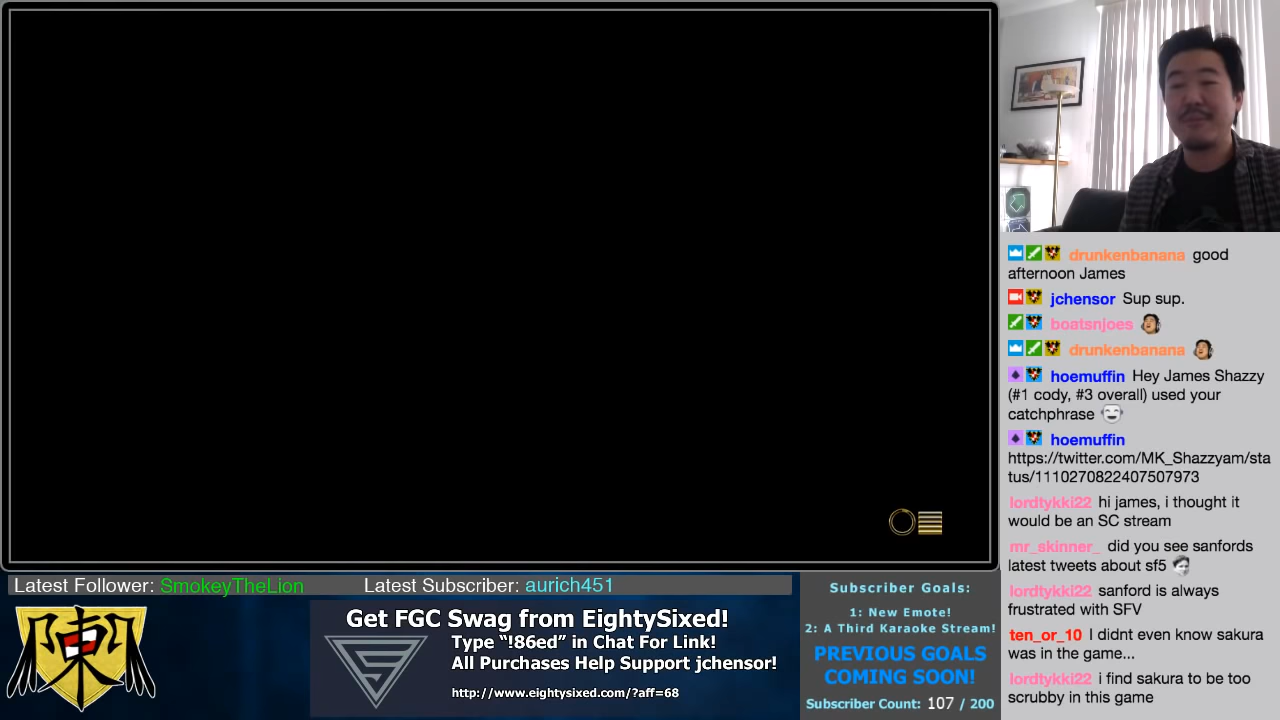 drunkenbanana good
afternoon James
jchensor Sup sup.
boatsnjoes
drunkenbanana
hoemuffin Hey James Shazzy
(#1 cody, #3 overall) used your
catchphrase
hoemuffin
https://twitter.com/MK_Shazzyam/sta
tus/1110270822407507973
lordtykki22 hi james, i thought it
would be an SC stream
mr_skinner_ did you see sanfords
latest tweets about sf5
lordtykki22 sanford is always
frustrated with SFV
ten_or_10 I didnt even know sakura
was in the game...
lordtykki22 i find sakura to be too
scrubby in this game
Latest Follower: SmokeyTheLion
Latest Subscriber: aurich451
Get FGC Swag from EightySixed!
Type “!86ed” in Chat For Link!
All Purchases Help Support jchensor!
http://www.eightysixed.com/?aff=68
Subscriber Goals:
1: New Emote!
2: A Third Karaoke Stream!
PREVIOUS GOALS
COMING SOON!
Subscriber Count: 107 / 200